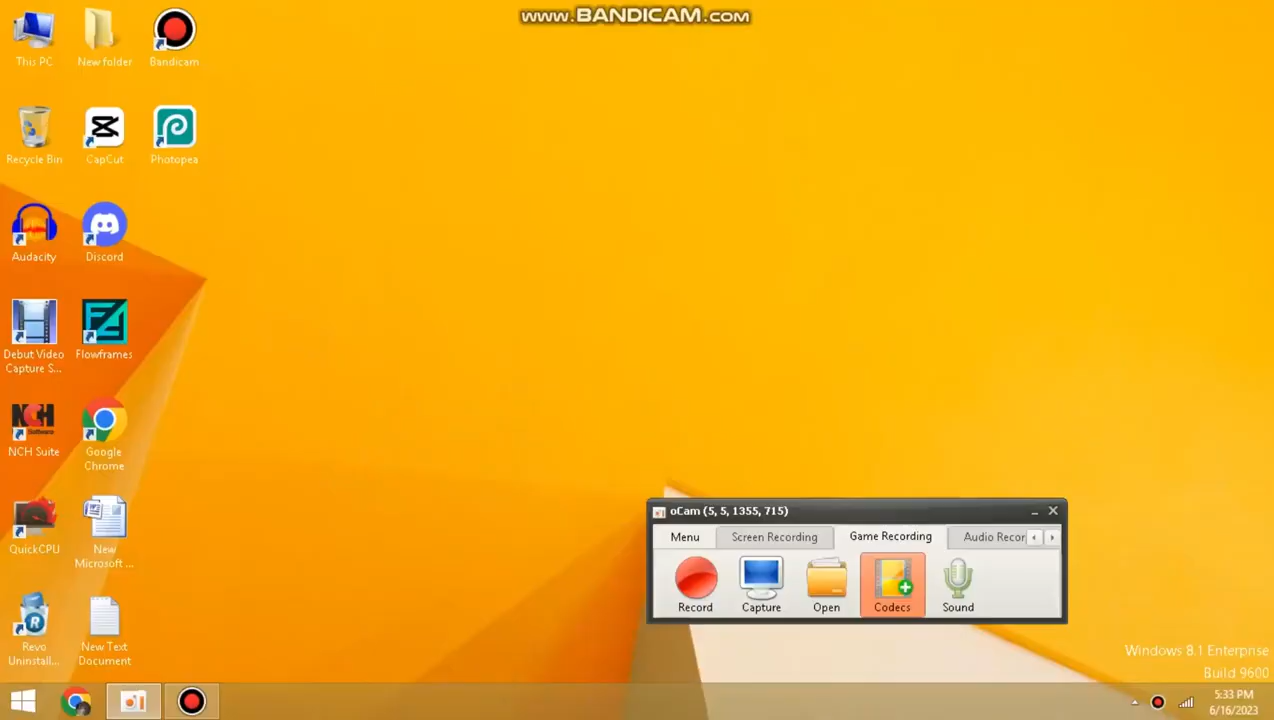 www.BANDICAM.com
This PC
New folder
Bandicam
Recycle Bin
CapCut
Photopea
Audacity
Discord
Debut Video
Capture S...
Flowframes
NCH
Software
NCH Suite
Google
Chrome
QuickCPU
New
Microsoft ...
Revo
Uninstall...
New Text
Document
oCam (5, 5, 1355, 715)
Menu
Screen Recording
Game Recording
Audio Recor
Record
Capture
Open
Codecs
Sound
Windows 8.1 Enterprise
Build 9600
5:33 PM
6/16/2023